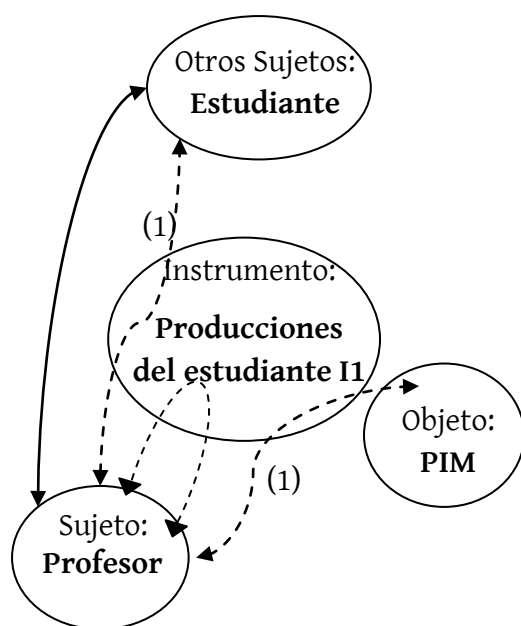 Otros Sujetos:
Estudiante
(1)
Instrumento:
Producciones
del estudiante I1
Objeto:
PIM
(1)
Sujeto:
Profesor